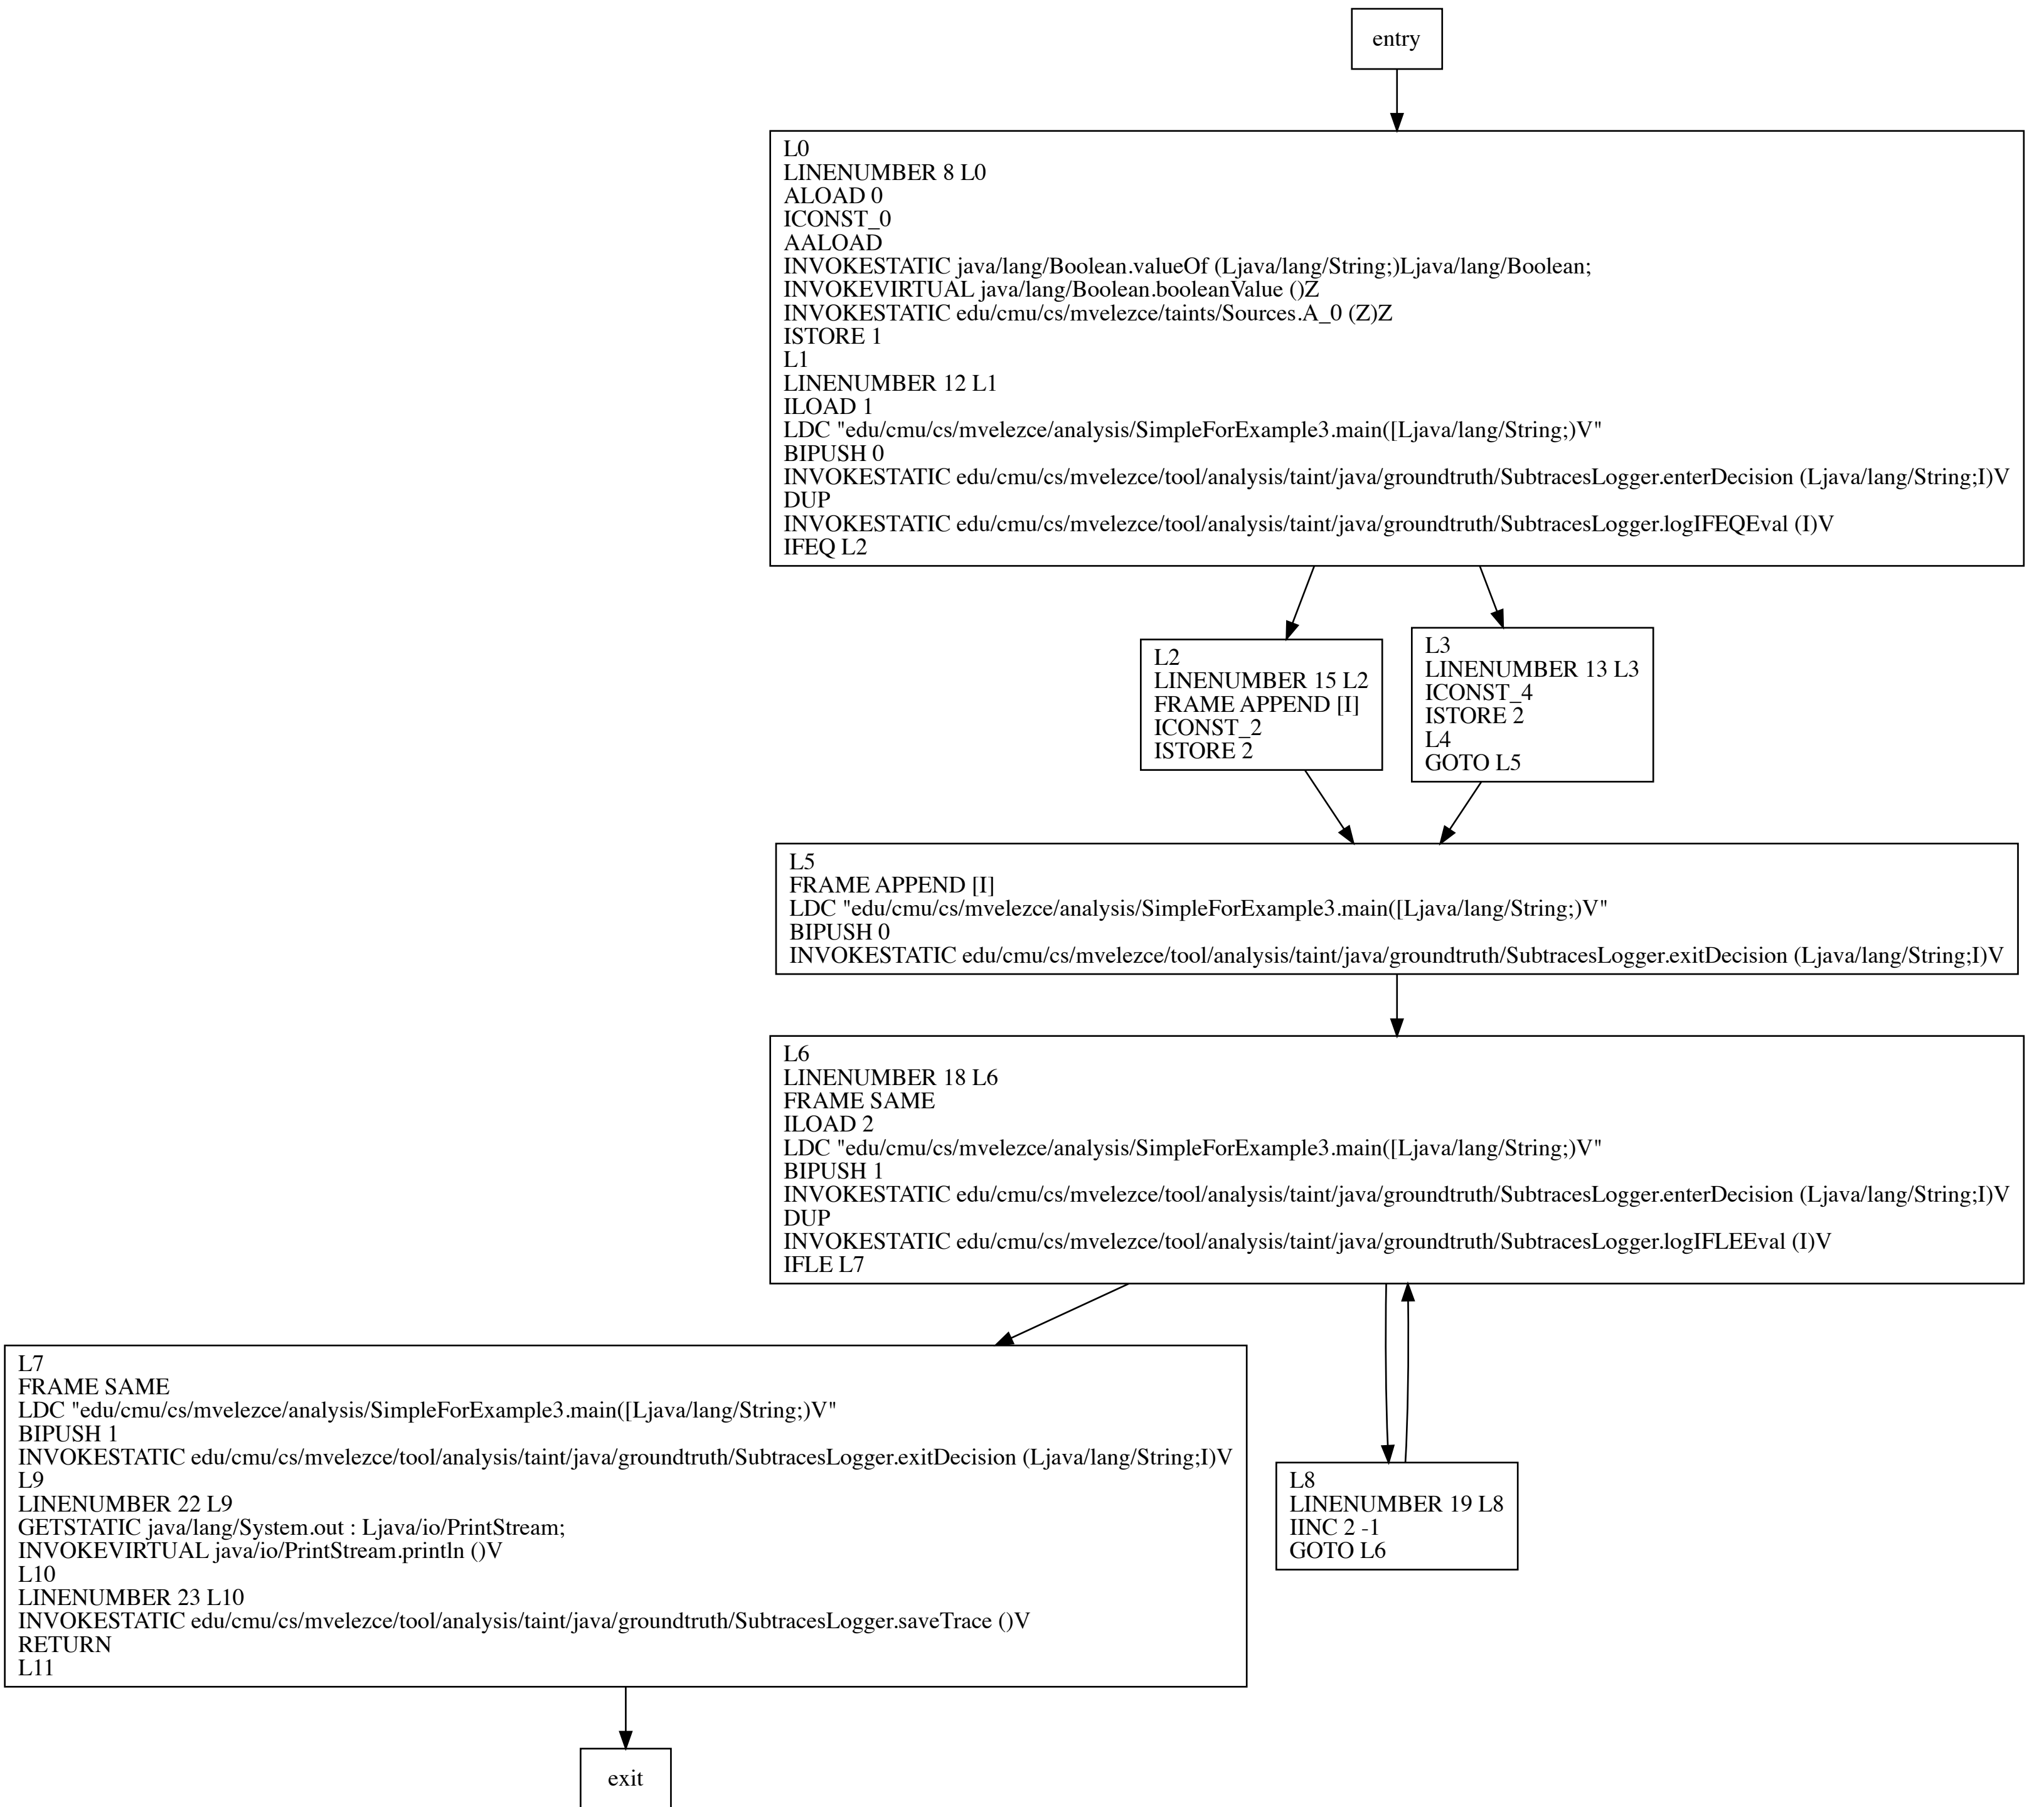 entry
L0
LINENUMBER 8 L0
ALOAD 0
ICONST_0
AALOAD
INVOKESTATIC java/lang/Boolean.valueOf (Ljava/lang/String;)Ljava/lang/Boolean;
INVOKEVIRTUAL java/lang/Boolean.booleanValue ()Z
INVOKESTATIC edu/cmu/cs/mvelezce/taints/Sources.A_0 (Z)Z
ISTORE 1
L1
LINENUMBER 12 L1
ILOAD 1
LDC "edu/cmu/cs/mvelezce/analysis/SimpleForExample3.main([Ljava/lang/String;)V"
BIPUSH 0
INVOKESTATIC edu/cmu/cs/mvelezce/tool/analysis/taint/java/groundtruth/SubtracesLogger.enterDecision (Ljava/lang/String;I)V
DUP
INVOKESTATIC edu/cmu/cs/mvelezce/tool/analysis/taint/java/groundtruth/SubtracesLogger.logIFEQEval (I)V
IFEQ L2
L2
LINENUMBER 15 L2
FRAME APPEND [I]
ICONST_2
ISTORE 2
L3
LINENUMBER 13 L3
ICONST_4
ISTORE 2
L4
GOTO L5
L5
FRAME APPEND [I]
LDC "edu/cmu/cs/mvelezce/analysis/SimpleForExample3.main([Ljava/lang/String;)V"
BIPUSH 0
INVOKESTATIC edu/cmu/cs/mvelezce/tool/analysis/taint/java/groundtruth/SubtracesLogger.exitDecision (Ljava/lang/String;I)V
L6
LINENUMBER 18 L6
FRAME SAME
ILOAD 2
LDC "edu/cmu/cs/mvelezce/analysis/SimpleForExample3.main([Ljava/lang/String;)V"
BIPUSH 1
INVOKESTATIC edu/cmu/cs/mvelezce/tool/analysis/taint/java/groundtruth/SubtracesLogger.enterDecision (Ljava/lang/String;I)V
DUP
INVOKESTATIC edu/cmu/cs/mvelezce/tool/analysis/taint/java/groundtruth/SubtracesLogger.logIFLEEval (I)V
IFLE L7
L7
FRAME SAME
LDC "edu/cmu/cs/mvelezce/analysis/SimpleForExample3.main([Ljava/lang/String;)V"
BIPUSH 1
INVOKESTATIC edu/cmu/cs/mvelezce/tool/analysis/taint/java/groundtruth/SubtracesLogger.exitDecision (Ljava/lang/String;I)V
L9
LINENUMBER 22 L9
GETSTATIC java/lang/System.out : Ljava/io/PrintStream;
INVOKEVIRTUAL java/io/PrintStream.println ()V
L10
LINENUMBER 23 L10
INVOKESTATIC edu/cmu/cs/mvelezce/tool/analysis/taint/java/groundtruth/SubtracesLogger.saveTrace ()V
RETURN
L11
L8
LINENUMBER 19 L8
IINC 2 -1
GOTO L6
exit